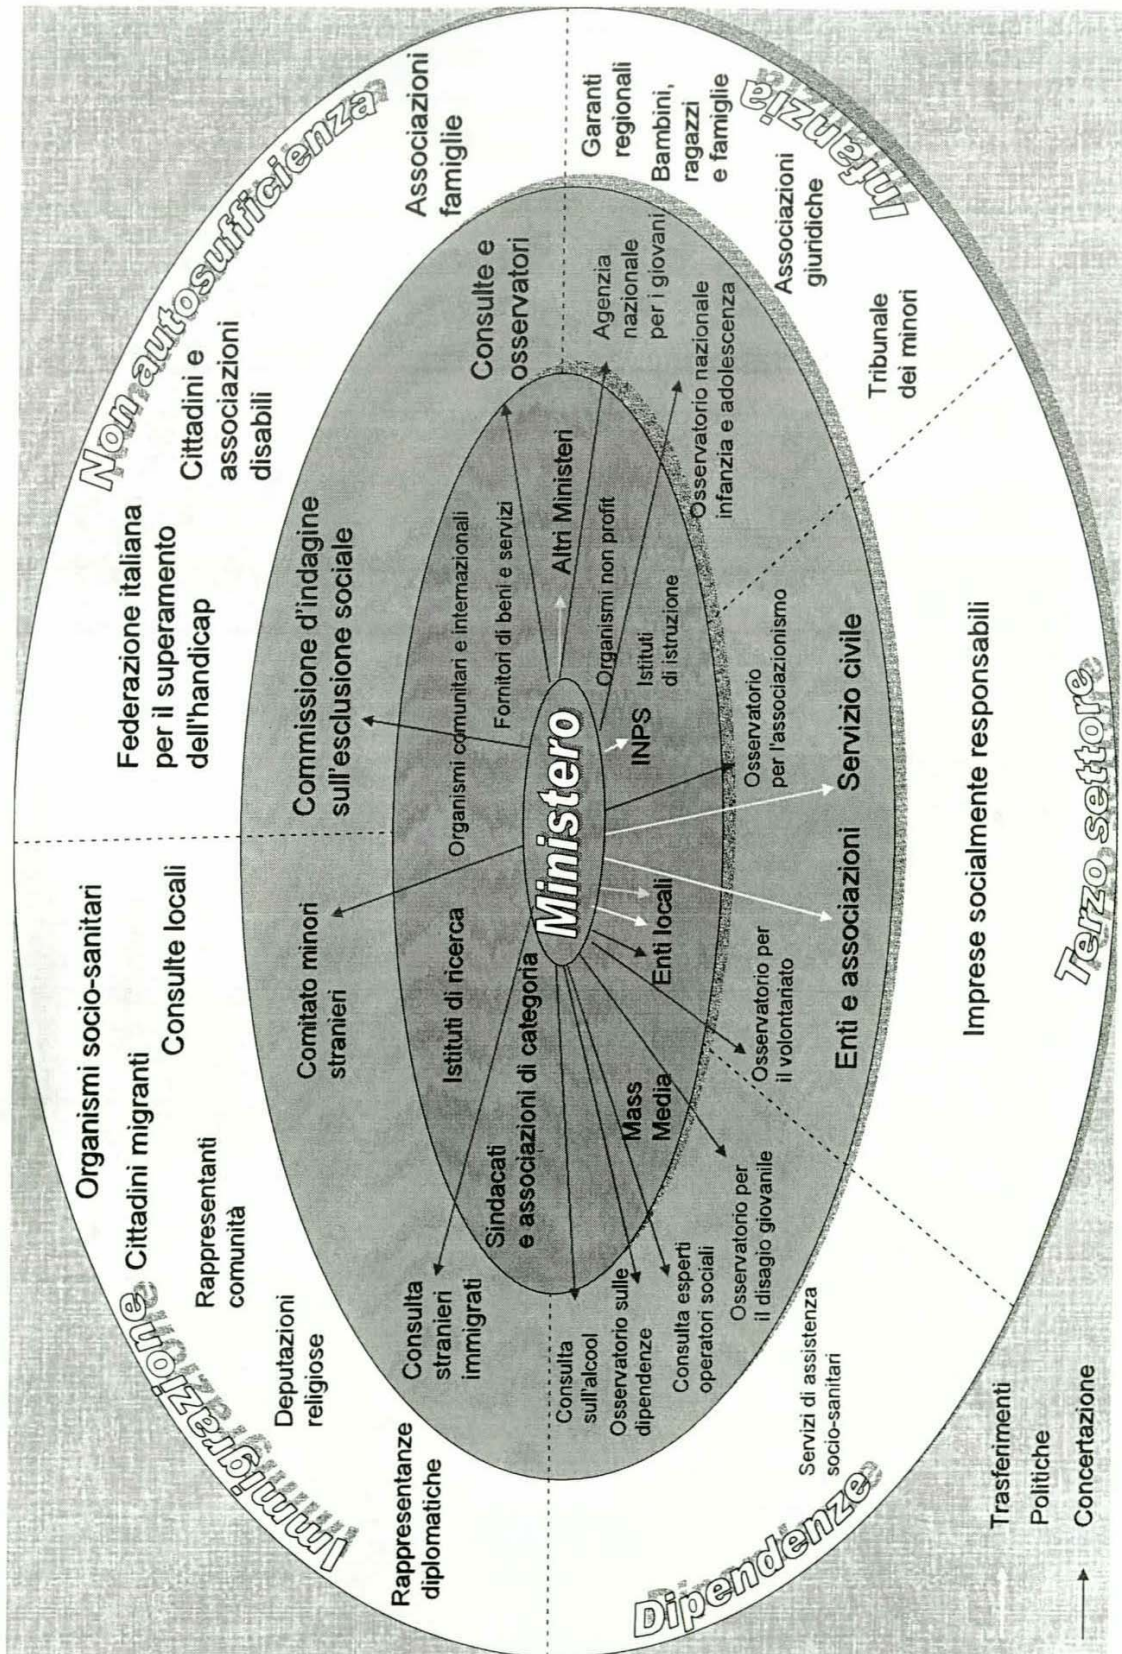 Immigrazione
Organismi socio-sanitari
Cittadini migranti
Consulte locali
Rappresentanti
comunità
Deputazioni
religiose
Rappresentanze
diplomatiche
Non autosufficienza
Federazione italiana
per il superamento
dell'handicap
Cittadini e
associazioni
disabili
Associazioni
famiglie
Comitato minori
stranieri
Commissione d'indagine
sull'esclusione sociale
Consulta
stranieri
immigrati
Consulte e
osservatori
Istituti di ricerca
Organismi comunitari e internazionali
Sindacati
e associazioni di categoria
Fornitori di beni e servizi
Ministero
Altri Ministeri
Organismi non profit
Istituti
di istruzione
INPS
Enti locali
Mass
Media
Consulta
sull'alcool
Osservatorio sulle
dipendenze
Consulta esperti
operatori sociali
Osservatorio per
il disagio giovanile
Osservatorio per
il volontariato
Osservatorio
per l'associazionismo
Agenzia
nazionale
per i giovani
Osservatorio nazionale
infanzia e adolescenza
Enti e associazioni
Servizio civile
Garanti
regionali
Bambini,
ragazzi
e famiglie
Associazioni
giuridiche
Tribunale
dei minori
Infanzia
Dipendenze
Servizi di assistenza
socio-sanitari
Imprese socialmente responsabili
Terzo settore
Trasferimenti
Politiche
Concertazione